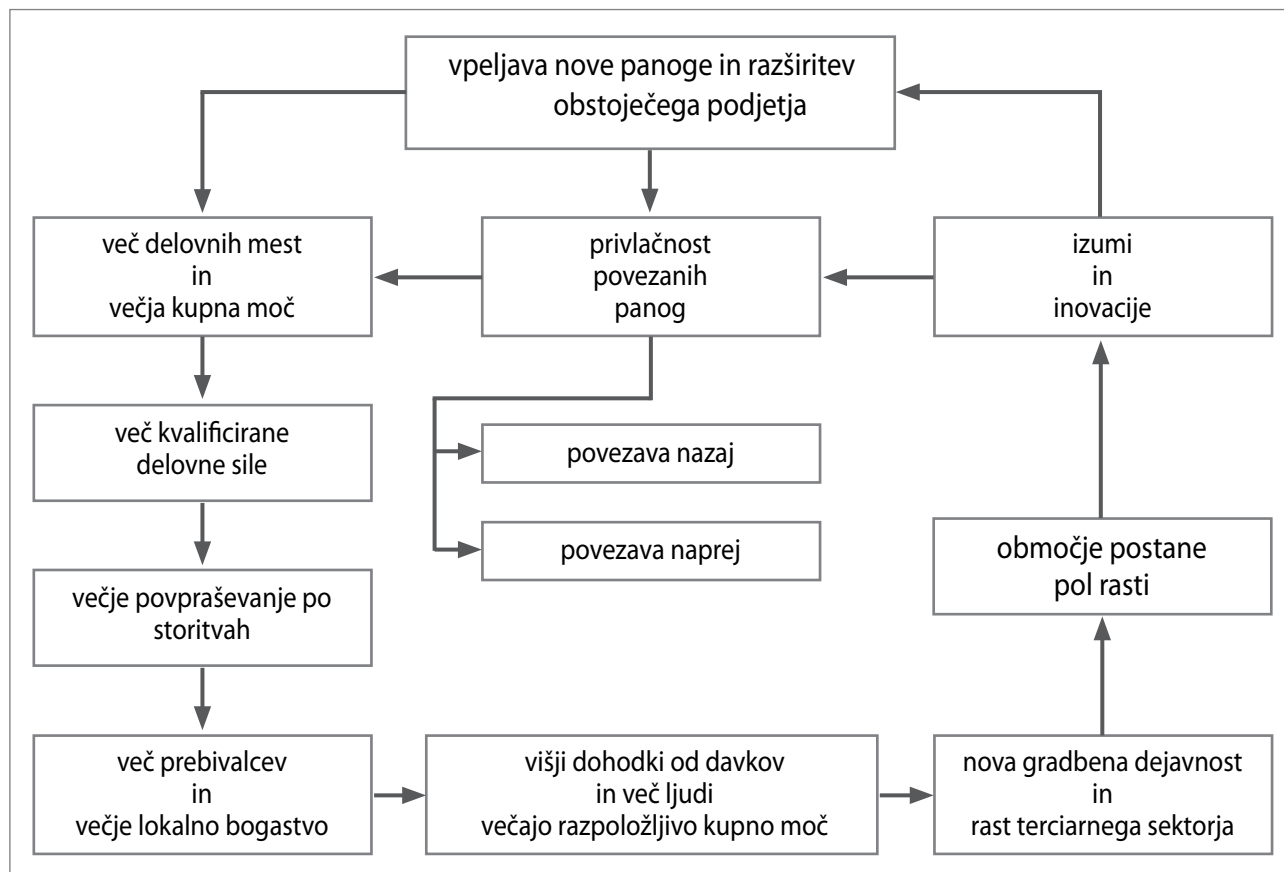 vpeljava nove panoge in razširitev
obstoječega podjetja
več delovnih mest
in
večja kupna moč
privlačnost
povezanih
panog
izumi
in
inovacije
več kvalificirane
delovne sile
povezava nazaj
povezava naprej
območje postane
pol rasti
večje povpraševanje po
storitvah
več prebivalcev
in
večje lokalno bogastvo
višji dohodki od davkov
in več ljudi
večajo razpoložljivo kupno moč
nova gradbena dejavnost
in
rast terciarnega sektorja